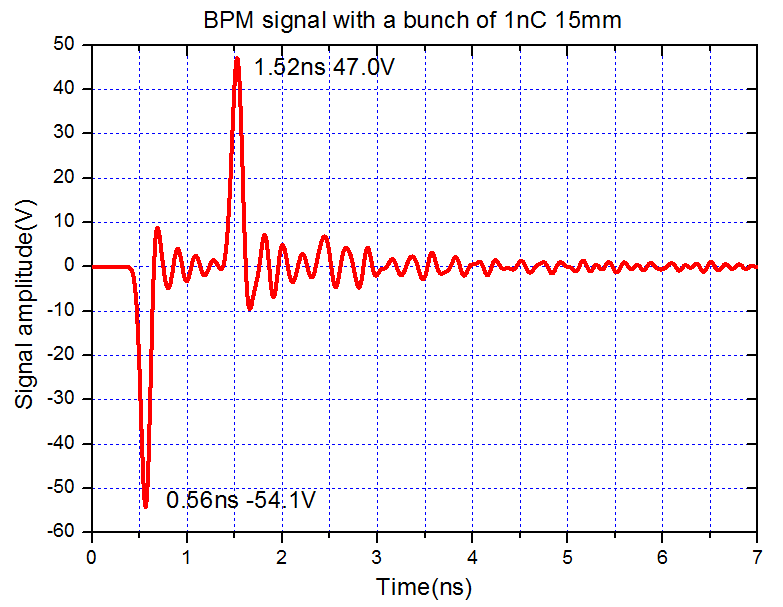 BPM signal with a bunch of 1nC 15mm
50
40
30
20
10
0
-10
-20
-30
-40
-50
-60
Signal amplitude(V)
1.52ns 47.0V
0.56ns -54.1V
0 1 2 3 4 5 6 7
Time(ns)